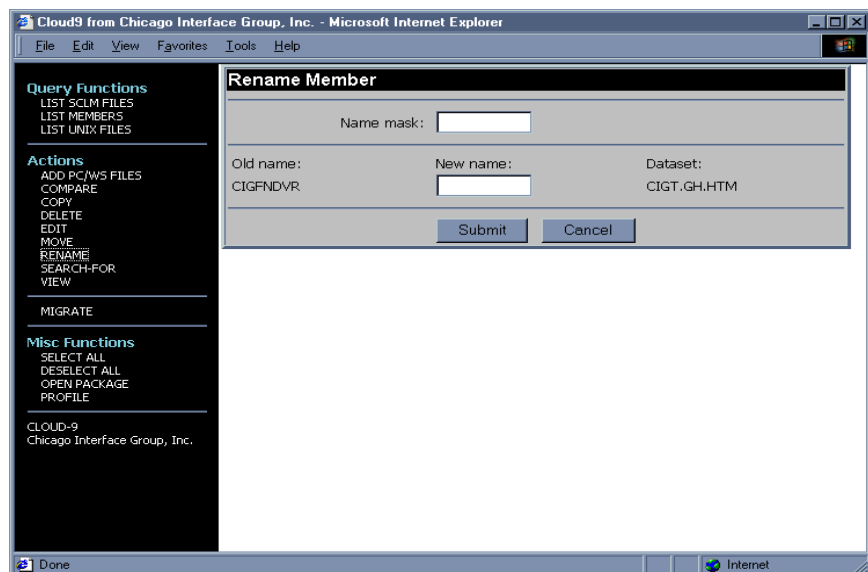 Cloud9 from Chicago Interface Group, Inc. - Microsoft Internet Explorer
File Edit View Favorites Tools Help
Query Functions
LIST SCLM FILES
LIST MEMBERS
LIST UNIX FILES
Actions
ADD PC/WS FILES
COMPARE
COPY
DELETE
EDIT
MOVE
RENAME
SEARCH-FOR
VIEW
MIGRATE
Misc Functions
SELECT ALL
DESELECT ALL
OPEN PACKAGE
PROFILE
CLOUD-9
Chicago Interface Group, Inc.
Rename Member
Name mask:
Old name: New name: Dataset:
CIGFNDVR CIGT.GH.HTM
Submit Cancel
Done Internet